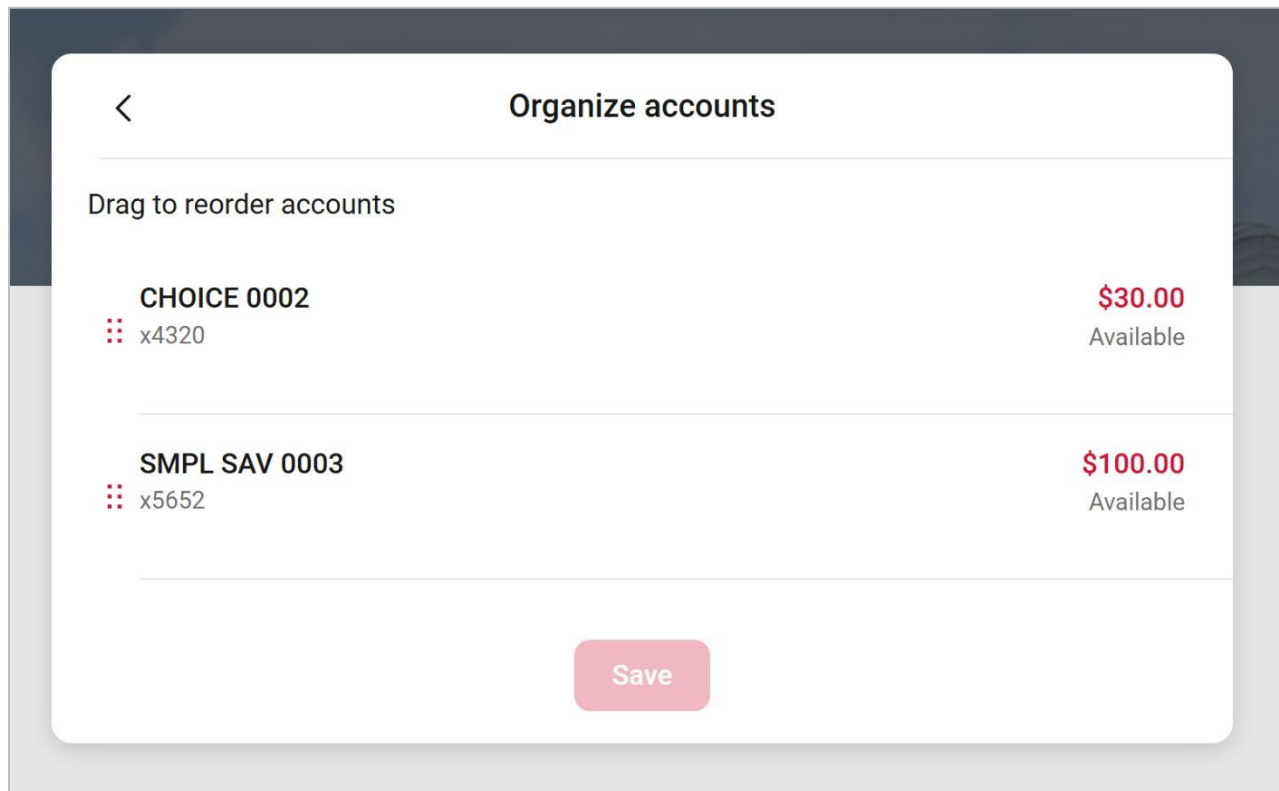 Organize accounts
Drag to reorder accounts
CHOICE 0002
$30.00
x4320
Available
SMPL SAV 0003
$100.00
x5652
Available
Save